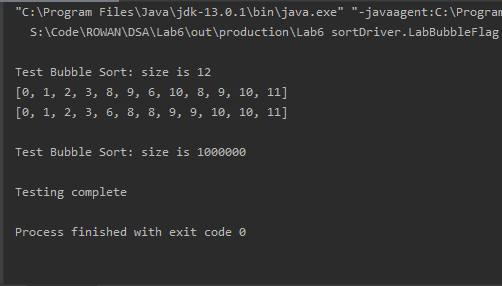 "C:\Program Files\Java\jdk-13.0.1\bin\java.exe" "-javaagent:C:\Program
S:\Code\ROWAN\DSA\Lab6\out\production\Lab6 sortDriver.LabBubbleFlag
Test Bubble Sort: size is 12
[0, 1, 2, 3, 8, 9, 6, 10, 8, 9, 10, 11]
[0, 1, 2, 3, 6, 8, 8, 9, 9, 10, 10, 11]
Test Bubble Sort: size is 1000000
Testing complete
Process finished with exit code 0